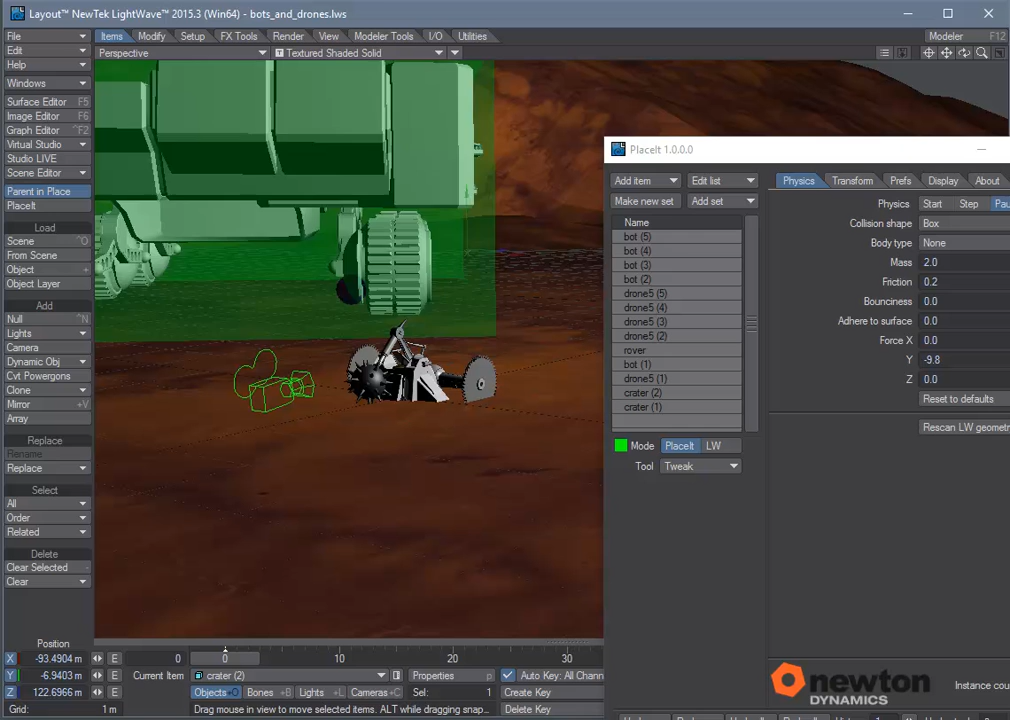 Layout™ NewTek LightWave™ 2015.3 (Win64) - bots_and_drones.lws
File
Items Modify Setup FX Tools Render View Modeler Tools I/O Utilities
Modeler F12
Edit
Perspective
Textured Shaded Solid
Help
Windows
Surface Editor F5
Image Editor F6
Graph Editor ^F2
Virtual Studio
Studio LIVE
Scene Editor
Parent in Place
PlaceIt
Load
Scene ^O
From Scene
Object +
Object Layer
Add
Null ^N
Lights
Camera
Dynamic Obj
Cvt Powergons
Clone
Mirror +V
Array
Replace
Rename
Replace
Select
All
Order
Related
Delete
Clear Selected -
Clear
Position
X -93.4904 m E
Y -6.9403 m E
Z 122.6966 m E
Grid: 1 m
0
0 10 20 30
Current Item crater (2) Properties p Auto Key: All Chann
Objects +O Bones +B Lights +L Cameras +C Sel: 1 Create Key
Drag mouse in view to move selected items. ALT while dragging snap... Delete Key
PlaceIt 1.0.0.0
Add item Edit list
Make new set Add set
Name
bot (5)
bot (4)
bot (3)
bot (2)
drone5 (5)
drone5 (4)
drone5 (3)
drone5 (2)
rover
bot (1)
drone5 (1)
crater (2)
crater (1)
Mode PlaceIt LW
Tool Tweak
Physics Transform Prefs Display About
Physics Start Step Pau
Collision shape Box
Body type None
Mass 2.0
Friction 0.2
Bounciness 0.0
Adhere to surface 0.0
Force X 0.0
Y -9.8
Z 0.0
Reset to defaults
Rescan LW geometr
newton
DYNAMICS
Instance cou